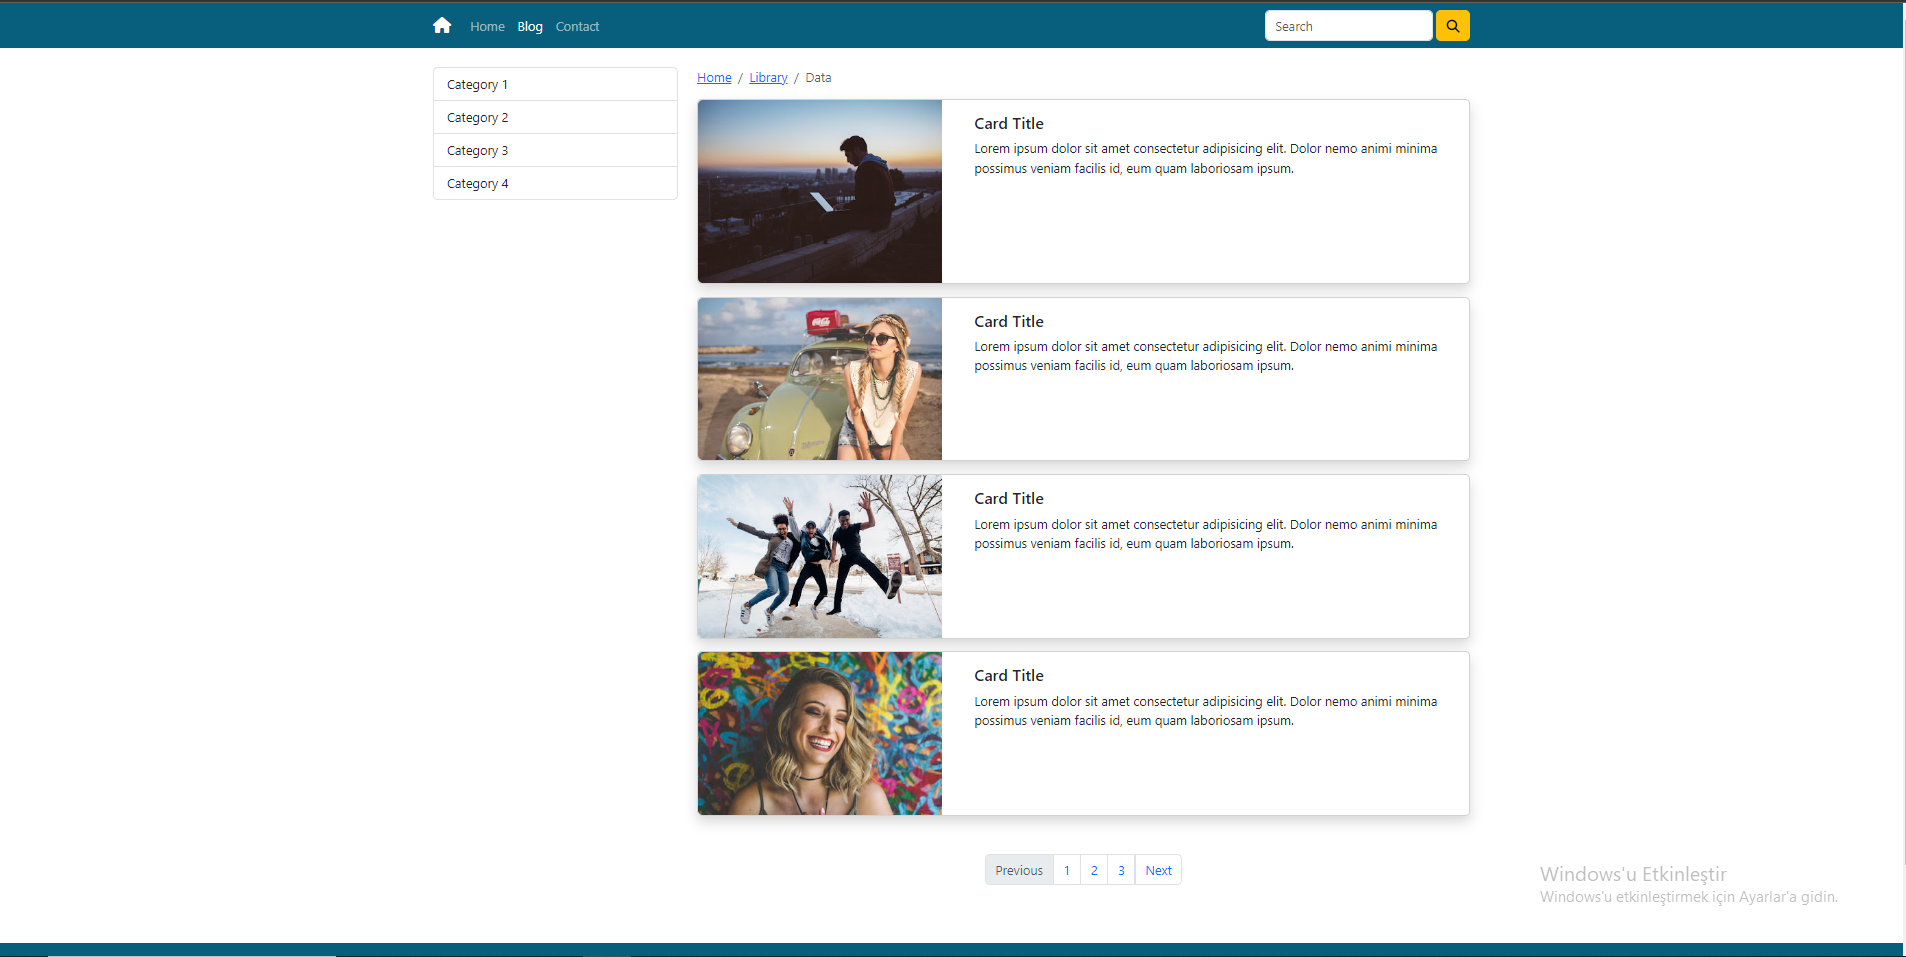 Home Blog Contact Search
Category 1
Category 2
Category 3
Category 4
Home / Library / Data
Card Title
Lorem ipsum dolor sit amet consectetur adipisicing elit. Dolor nemo animi minima
possimus veniam facilis id, eum quam laboriosam ipsum.
Card Title
Lorem ipsum dolor sit amet consectetur adipisicing elit. Dolor nemo animi minima
possimus veniam facilis id, eum quam laboriosam ipsum.
Card Title
Lorem ipsum dolor sit amet consectetur adipisicing elit. Dolor nemo animi minima
possimus veniam facilis id, eum quam laboriosam ipsum.
Card Title
Lorem ipsum dolor sit amet consectetur adipisicing elit. Dolor nemo animi minima
possimus veniam facilis id, eum quam laboriosam ipsum.
Previous 1 2 3 Next
Windows'u Etkinleştir
Windows'u etkinleştirmek için Ayarlar'a gidin.